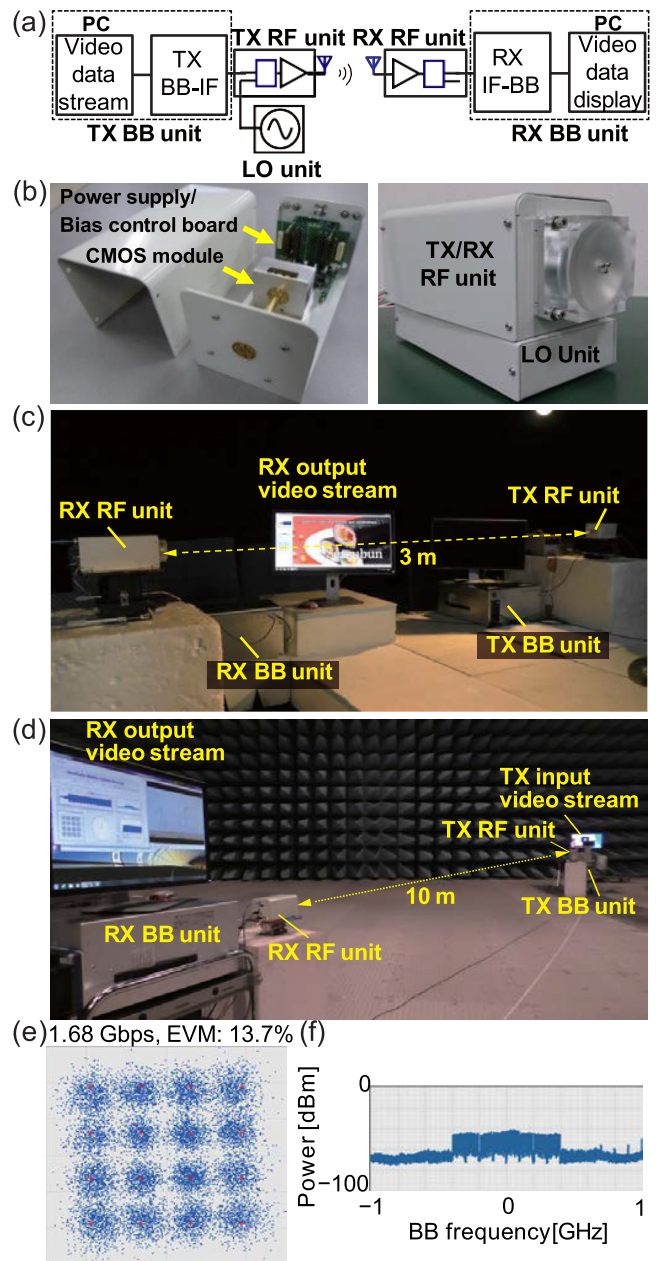 (a)
PC
Video
data
stream
TX
BB-IF
TX BB unit
TX RF unit
RX RF unit
LO unit
RX
IF-BB
PC
Video
data
display
RX BB unit
(b)
Power supply/
Bias control board
CMOS module
TX/RX
RF unit
LO Unit
(c)
RX output
video stream
RX RF unit
TX RF unit
3 m
RX BB unit
TX BB unit
(d)
RX output
video stream
TX input
video stream
TX RF unit
10 m
TX BB unit
RX BB unit
RX RF unit
(e)
1.68 Gbps, EVM: 13.7%
(f)
Power [dBm]
0
−100
−1
0
1
BB frequency[GHz]